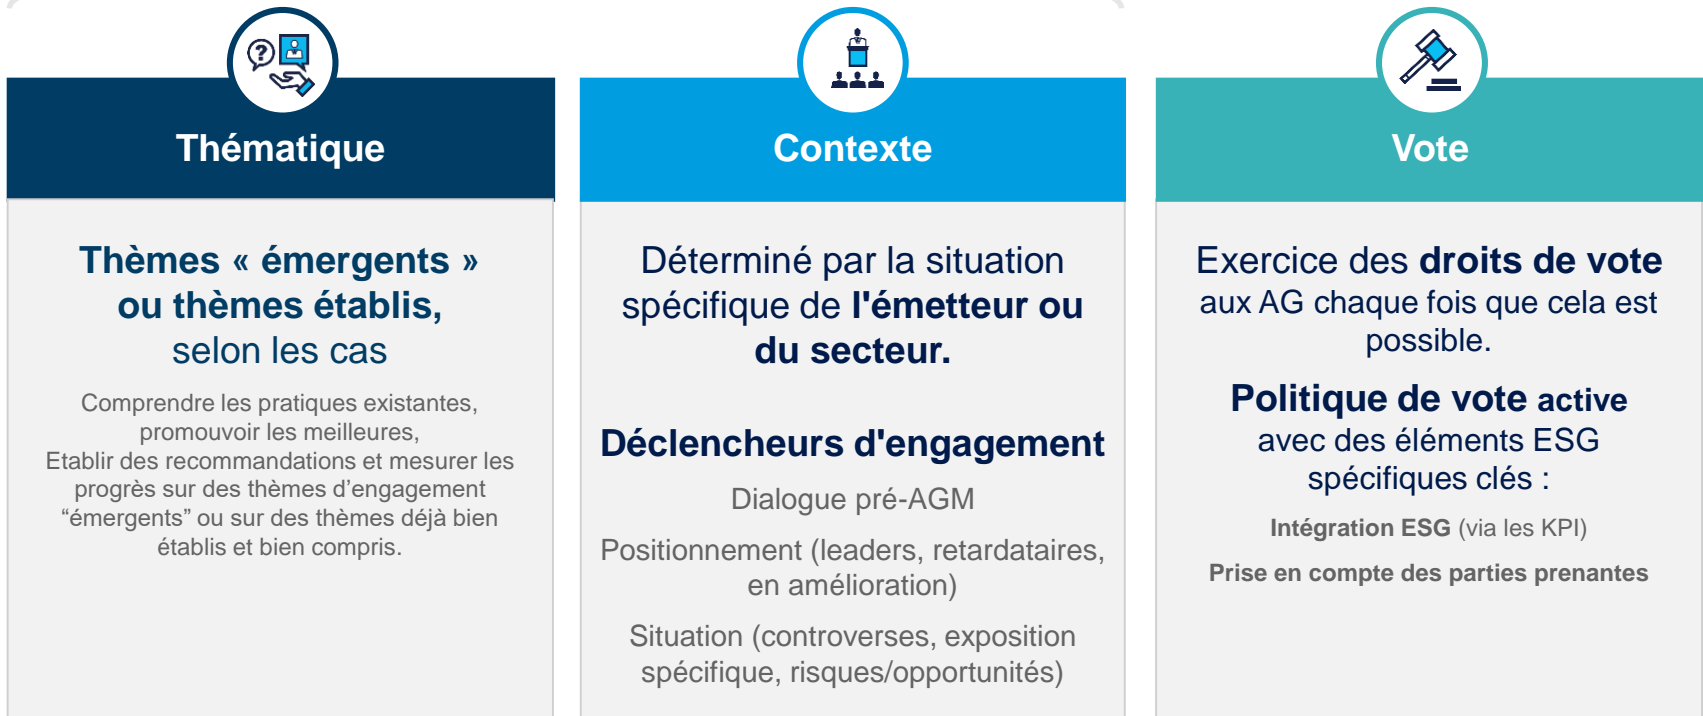 Thématique
Thèmes « émergents »
ou thèmes établis,
selon les cas
Comprendre les pratiques existantes,
promouvoir les meilleures,
Etablir des recommandations et mesurer les
progrès sur des thèmes d’engagement
“émergents” ou sur des thèmes déjà bien
établis et bien compris.
Contexte
Déterminé par la situation
spécifique de l'émetteur ou
du secteur.
Déclencheurs d'engagement
Dialogue pré-AGM
Positionnement (leaders, retardataires,
en amélioration)
Situation (controverses, exposition
spécifique, risques/opportunités)
Vote
Exercice des droits de vote
aux AG chaque fois que cela est
possible.
Politique de vote active
avec des éléments ESG
spécifiques clés :
Intégration ESG (via les KPI)
Prise en compte des parties prenantes